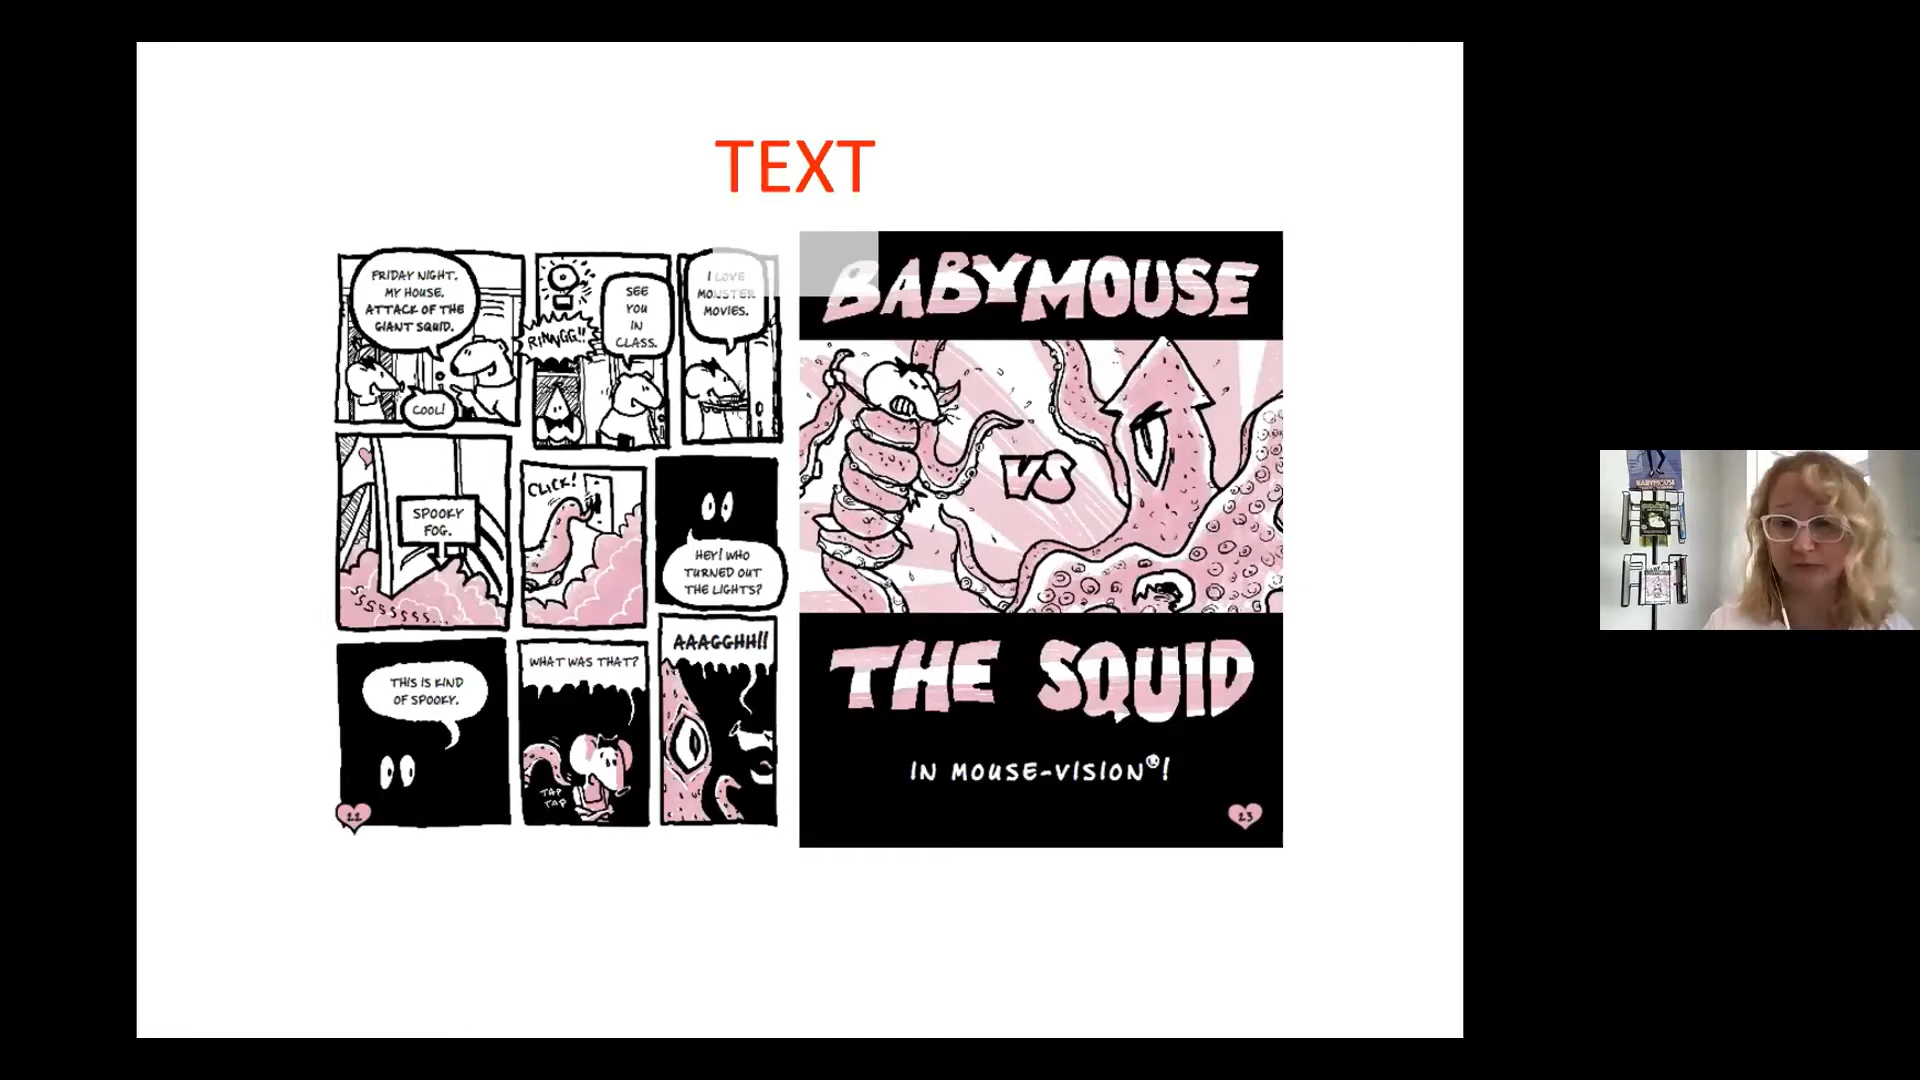 TEXT
FRIDAY NIGHT.
MY HOUSE.
ATTACK OF THE
GIANT SQUID.
COOL!
RINNGG!!
SEE
YOU
IN
CLASS.
I LOVE
MONSTER
MOVIES.
SPOOKY
FOG.
SSSSSSS...
CLICK!
HEY! WHO
TURNED OUT
THE LIGHTS?
THIS IS KIND
OF SPOOKY.
WHAT WAS THAT?
TAP
TAP
AAAGGHH!!
BABYMOUSE
VS
THE SQUID
IN MOUSE-VISION®!
23
BABYMOUSE